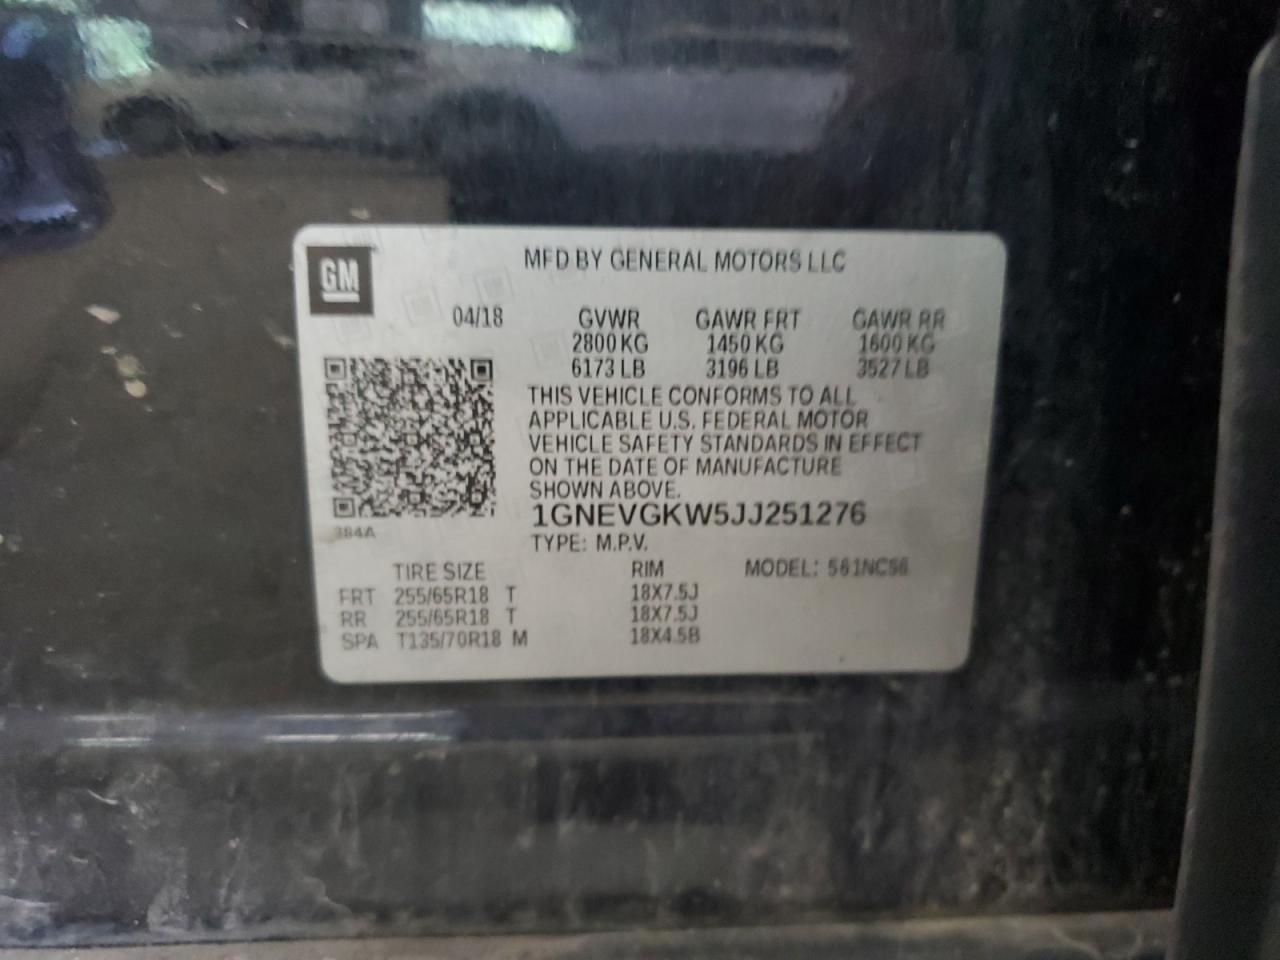 GM
MFD BY GENERAL MOTORS LLC
04/18 GVWR GAWR FRT GAWR RR
2800 KG 1450 KG 1600 KG
6173 LB 3196 LB 3527 LB
THIS VEHICLE CONFORMS TO ALL
APPLICABLE U.S. FEDERAL MOTOR
VEHICLE SAFETY STANDARDS IN EFFECT
ON THE DATE OF MANUFACTURE
SHOWN ABOVE.
1GNEVGKW5JJ251276
384A
TYPE: M.P.V.
TIRE SIZE RIM MODEL:
FRT 255/65R18 T 18X7.5J
RR 255/65R18 T 18X7.5J
SPA T135/70R18 M 18X4.5B